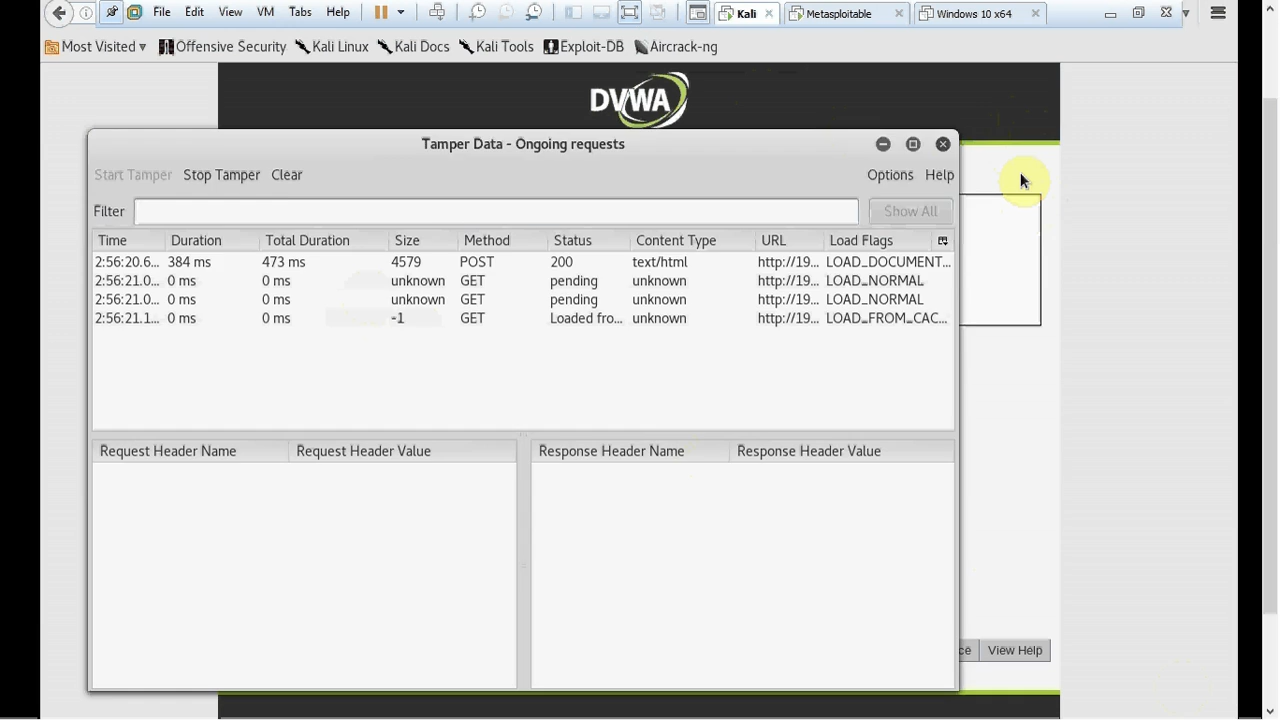 File Edit View VM Tabs Help Kali Metasploitable Windows 10 x64
Most Visited Offensive Security Kali Linux Kali Docs Kali Tools Exploit-DB Aircrack-ng
DVWA
Tamper Data - Ongoing requests
Start Tamper Stop Tamper Clear Options Help
Filter Show All
Time Duration Total Duration Size Method Status Content Type URL Load Flags
2:56:20.6... 384 ms 473 ms 4579 POST 200 text/html http://19... LOAD_DOCUMENT...
2:56:21.0... 0 ms 0 ms unknown GET pending unknown http://19... LOAD_NORMAL
2:56:21.0... 0 ms 0 ms unknown GET pending unknown http://19... LOAD_NORMAL
2:56:21.1... 0 ms 0 ms -1 GET Loaded fro... unknown http://19... LOAD_FROM_CAC...
Request Header Name Request Header Value Response Header Name Response Header Value
ce View Help